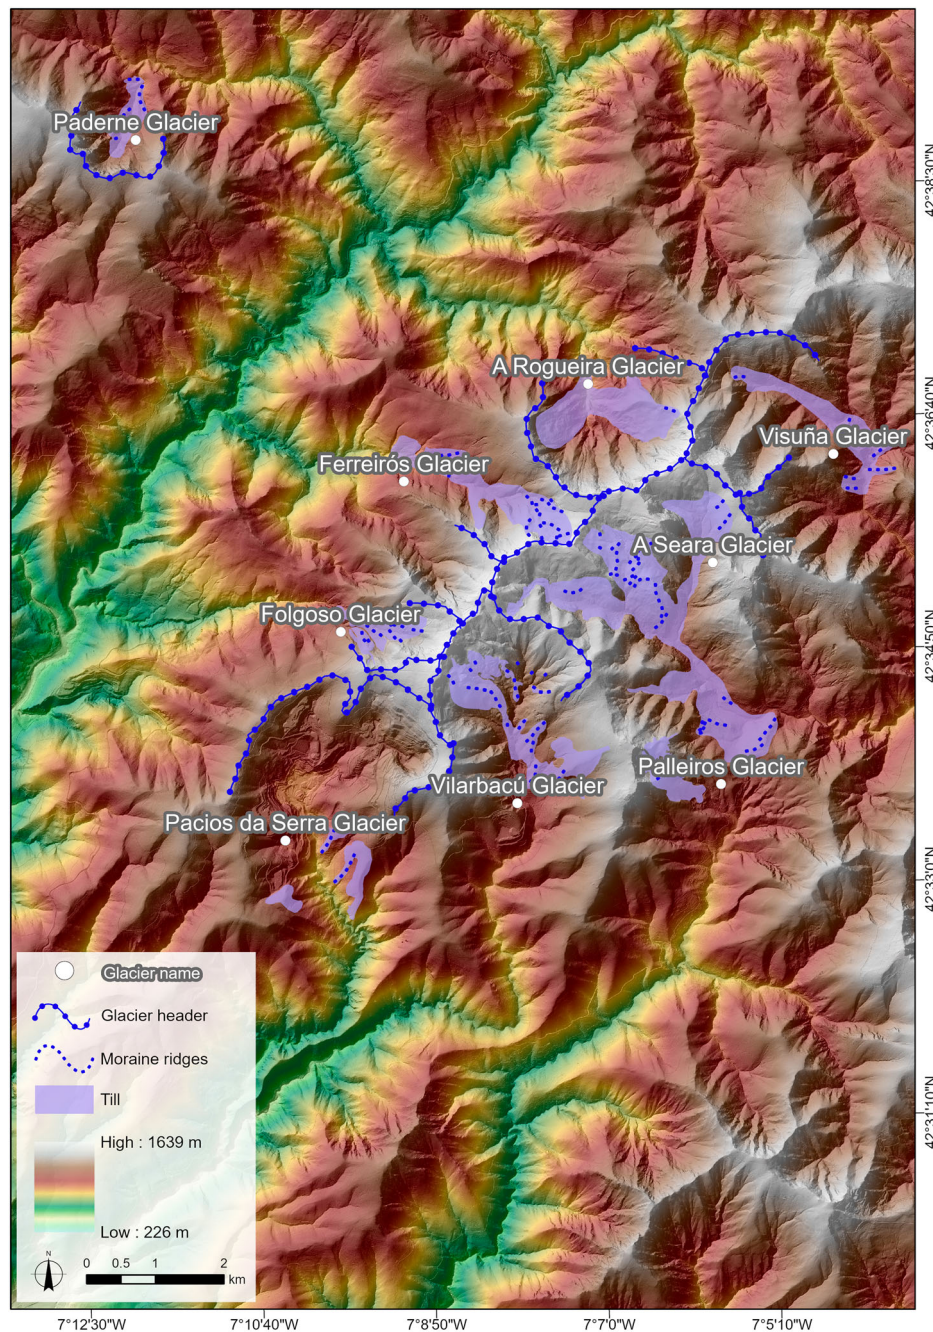 Paderne Glacier
42°38'30"N
A Rogueira Glacier
42°36'40"N
Visuña Glacier
Ferreirós Glacier
A Seara Glacier
Folgoso Glacier
42°34'50"N
Palleiros Glacier
Vilarbacú Glacier
Pacios da Serra Glacier
42°33'0"N
Glacier name
Glacier header
Moraine ridges
Till
High : 1639 m
Low : 226 m
42°31'10"N
N
0 0.5 1 2
km
7°12'30"W 7°10'40"W 7°8'50"W 7°7'0"W 7°5'10"W